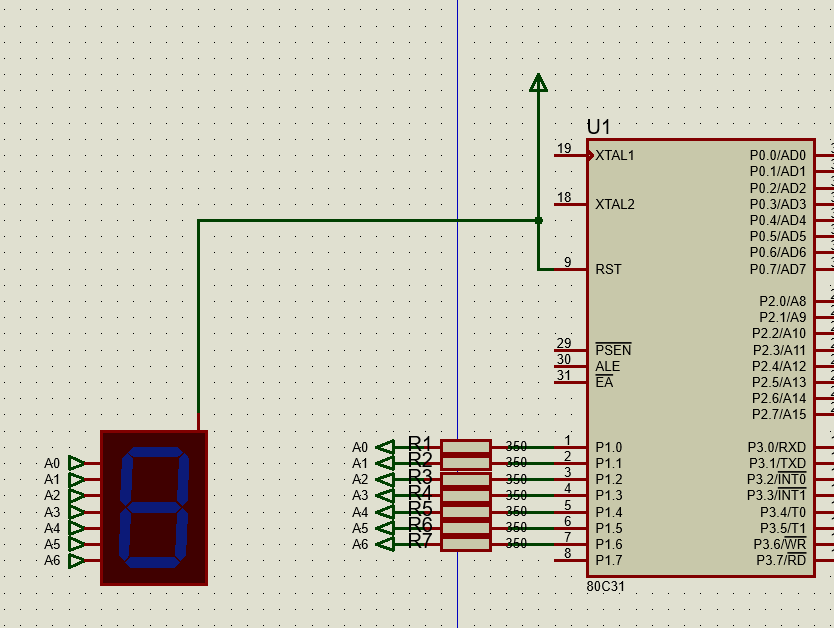 U1
19 XTAL1 P0.0/AD0
P0.1/AD1
P0.2/AD2
18 XTAL2 P0.3/AD3
P0.4/AD4
P0.5/AD5
P0.6/AD6
9 RST P0.7/AD7
P2.0/A8
P2.1/A9
P2.2/A10
29 PSEN P2.3/A11
30 ALE P2.4/A12
31 EA P2.5/A13
P2.6/A14
P2.7/A15
A0 R1 350 1 P1.0 P3.0/RXD
A0 A1 R2 350 2 P1.1 P3.1/TXD
A1 A2 R3 350 3 P1.2 P3.2/INT0
A2 A3 R4 350 4 P1.3 P3.3/INT1
A3 A4 R5 350 5 P1.4 P3.4/T0
A4 A5 R6 350 6 P1.5 P3.5/T1
A5 A6 R7 350 7 P1.6 P3.6/WR
A6 8 P1.7 P3.7/RD
80C31